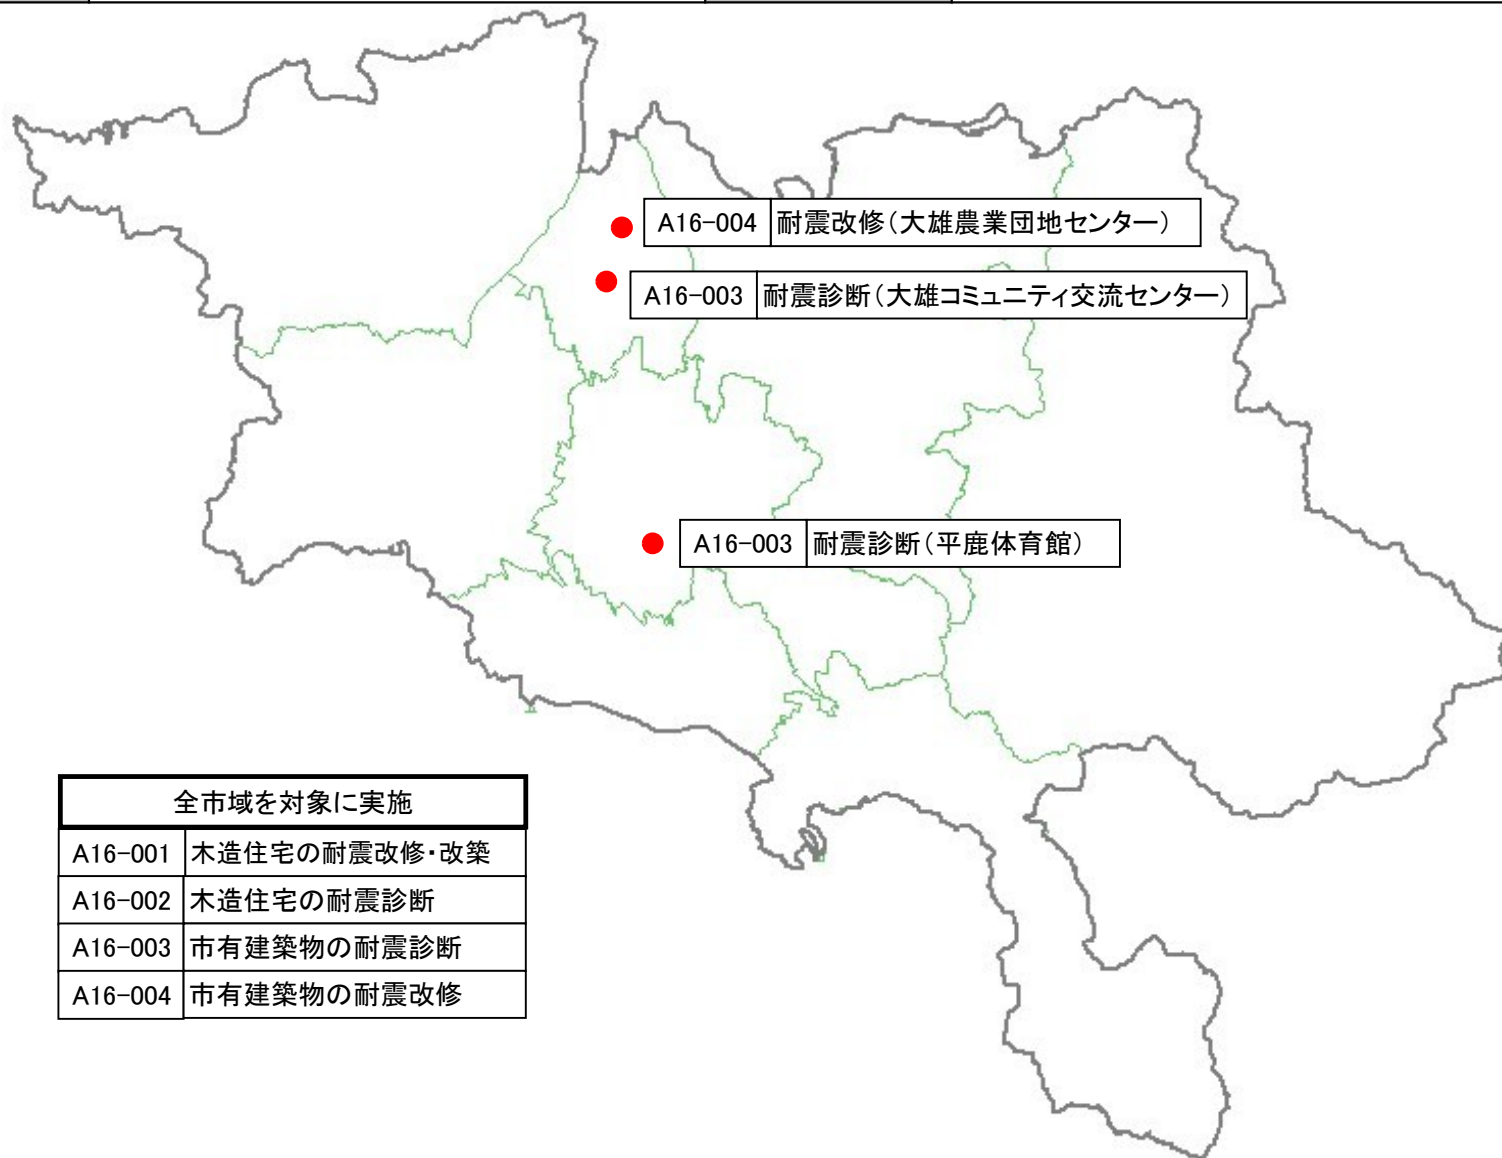 A16-004 耐震改修(大雄農業団地センター)
A16-003 耐震診断(大雄コミュニティ交流センター)
A16-003 耐震診断(平鹿体育館)
全市域を対象に実施
A16-001 木造住宅の耐震改修・改築
A16-002 木造住宅の耐震診断
A16-003 市有建築物の耐震診断
A16-004 市有建築物の耐震改修